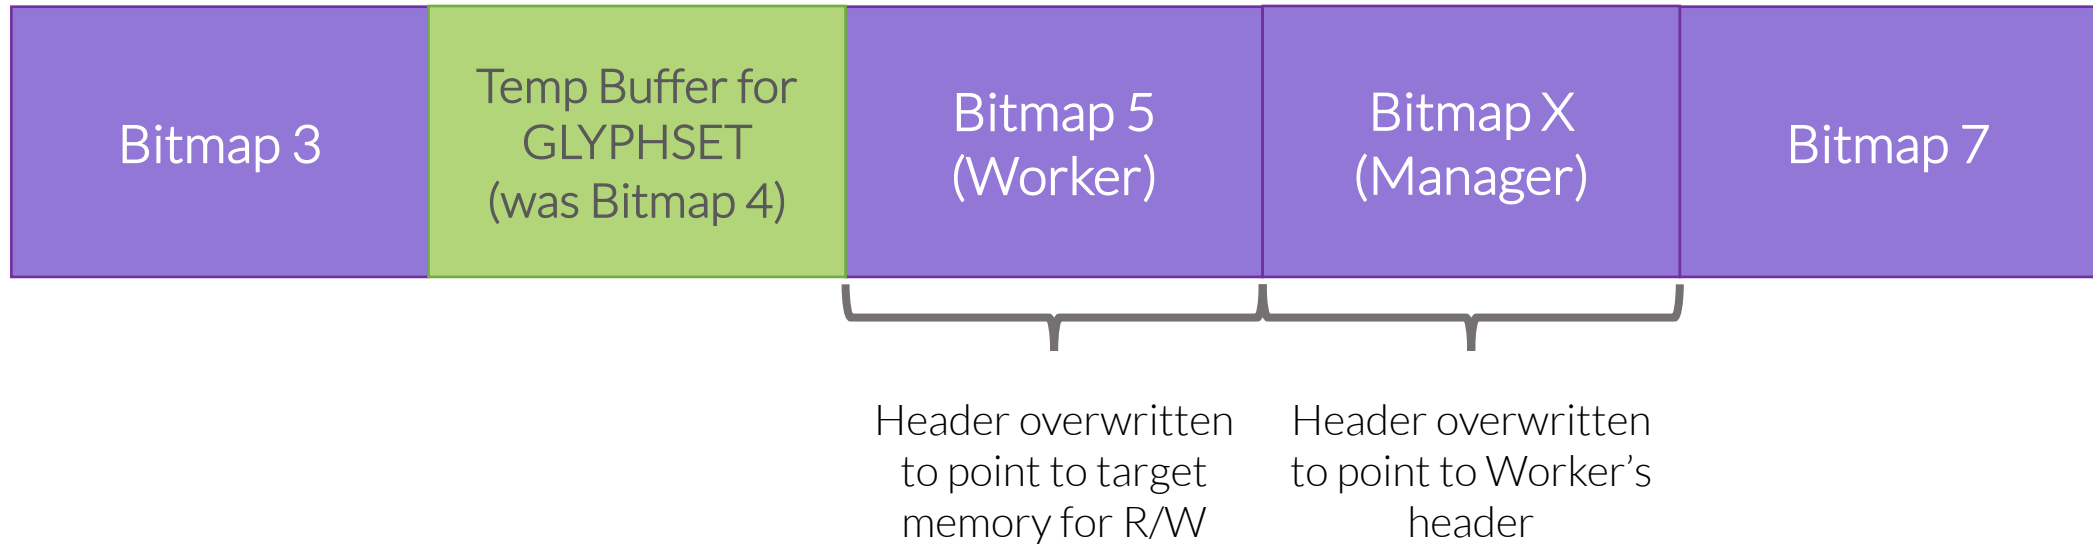 Bitmap 3
Temp Buffer for
GLYPHSET
(was Bitmap 4)
Bitmap 5
(Worker)
Bitmap X
(Manager)
Bitmap 7
Header overwritten
to point to target
memory for R/W
Header overwritten
to point to Worker’s
header